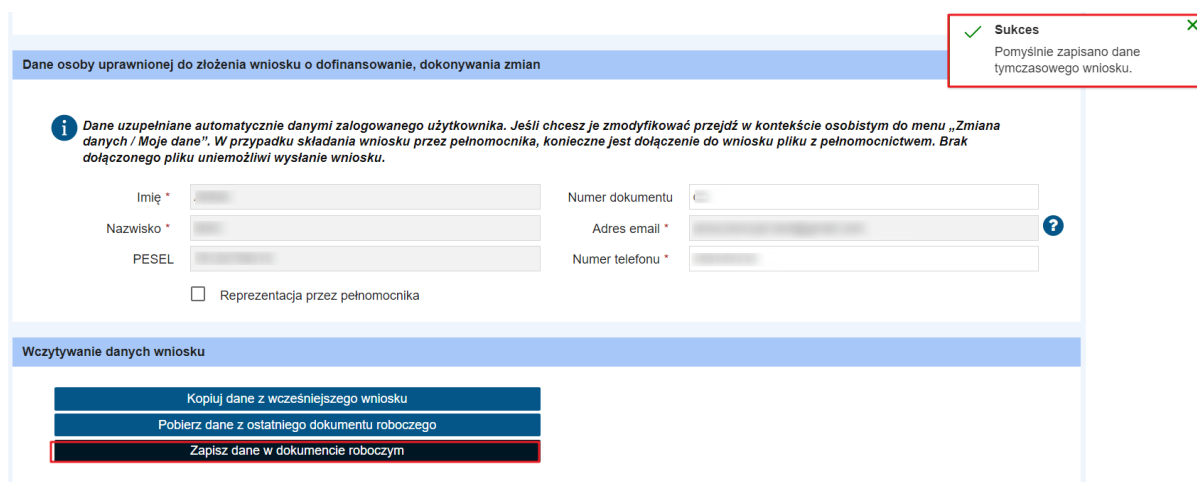 Sukces
Pomyślnie zapisano dane
tymczasowego wniosku.
Dane osoby uprawnionej do złożenia wniosku o dofinansowanie, dokonywania zmian
Dane uzupełniane automatycznie danymi zalogowanego użytkownika. Jeśli chcesz je zmodyfikować przejdź w kontekście osobistym do menu „Zmiana
danych / Moje dane”. W przypadku składania wniosku przez pełnomocnika, konieczne jest dołączenie do wniosku pliku z pełnomocnictwem. Brak
dołączonego pliku uniemożliwi wysłanie wniosku.
Imię *
Numer dokumentu
Nazwisko *
Adres email *
PESEL
Numer telefonu *
Reprezentacja przez pełnomocnika
Wczytywanie danych wniosku
Kopiuj dane z wcześniejszego wniosku
Pobierz dane z ostatniego dokumentu roboczego
Zapisz dane w dokumencie roboczym